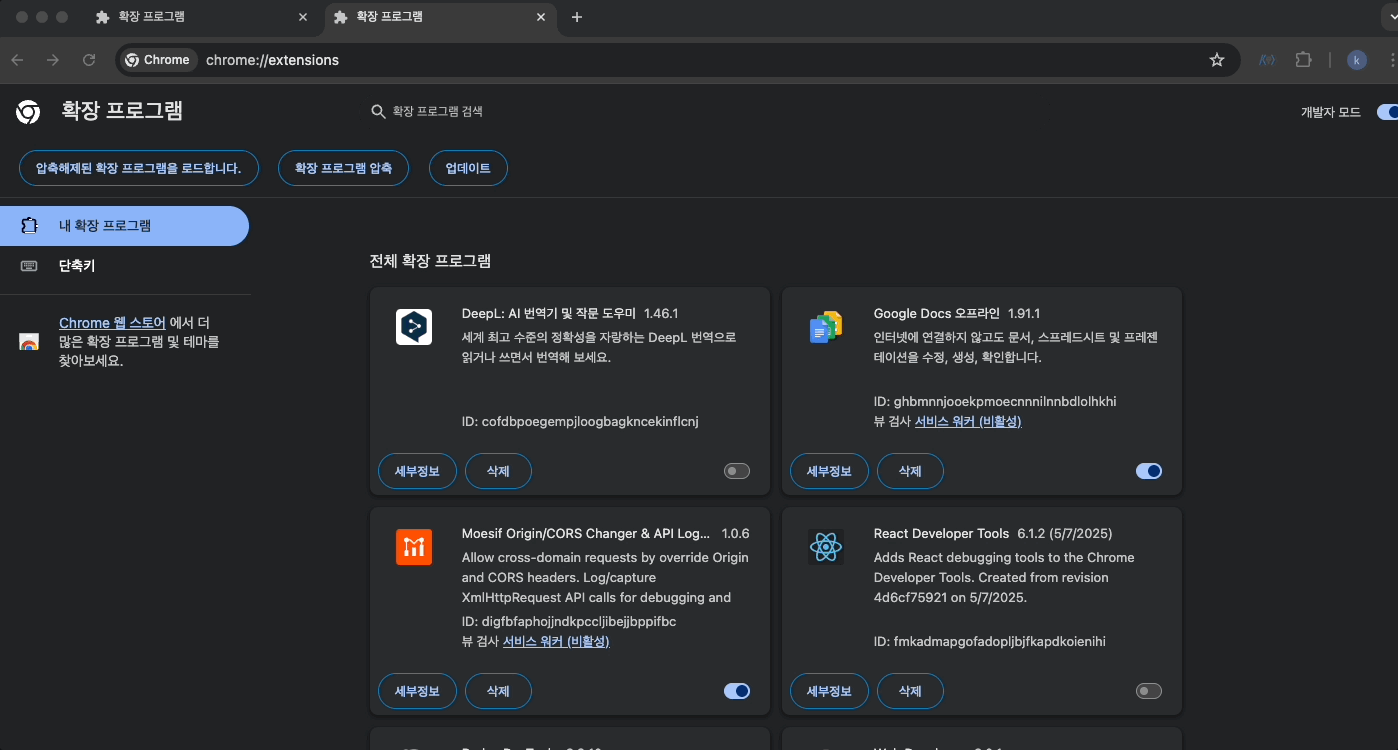 확장 프로그램
확장 프로그램
Chrome
chrome://extensions
k
확장 프로그램
확장 프로그램 검색
개발자 모드
압축해제된 확장 프로그램을 로드합니다.
확장 프로그램 압축
업데이트
내 확장 프로그램
단축키
Chrome 웹 스토어 에서 더
많은 확장 프로그램 및 테마를
찾아보세요.
전체 확장 프로그램
DeepL: AI 번역기 및 작문 도우미 1.46.1
세계 최고 수준의 정확성을 자랑하는 DeepL 번역으로
읽거나 쓰면서 번역해 보세요.
ID: cofdbpoegempjloogbagkncekinflcnj
세부정보
삭제
Google Docs 오프라인 1.91.1
인터넷에 연결하지 않고도 문서, 스프레드시트 및 프레젠
테이션을 수정, 생성, 확인합니다.
ID: ghbmnnjooekpmoecnnnilnnbdlolhkhi
뷰 검사 서비스 워커 (비활성)
세부정보
삭제
Moesif Origin/CORS Changer & API Log... 1.0.6
Allow cross-domain requests by override Origin
and CORS headers. Log/capture
XmlHttpRequest API calls for debugging and
ID: digfbfaphojjndkpccljibejjbppifbc
뷰 검사 서비스 워커 (비활성)
세부정보
삭제
React Developer Tools 6.1.2 (5/7/2025)
Adds React debugging tools to the Chrome
Developer Tools. Created from revision
4d6cf75921 on 5/7/2025.
ID: fmkadmapgofadopljbjfkapdkoienihi
세부정보
삭제